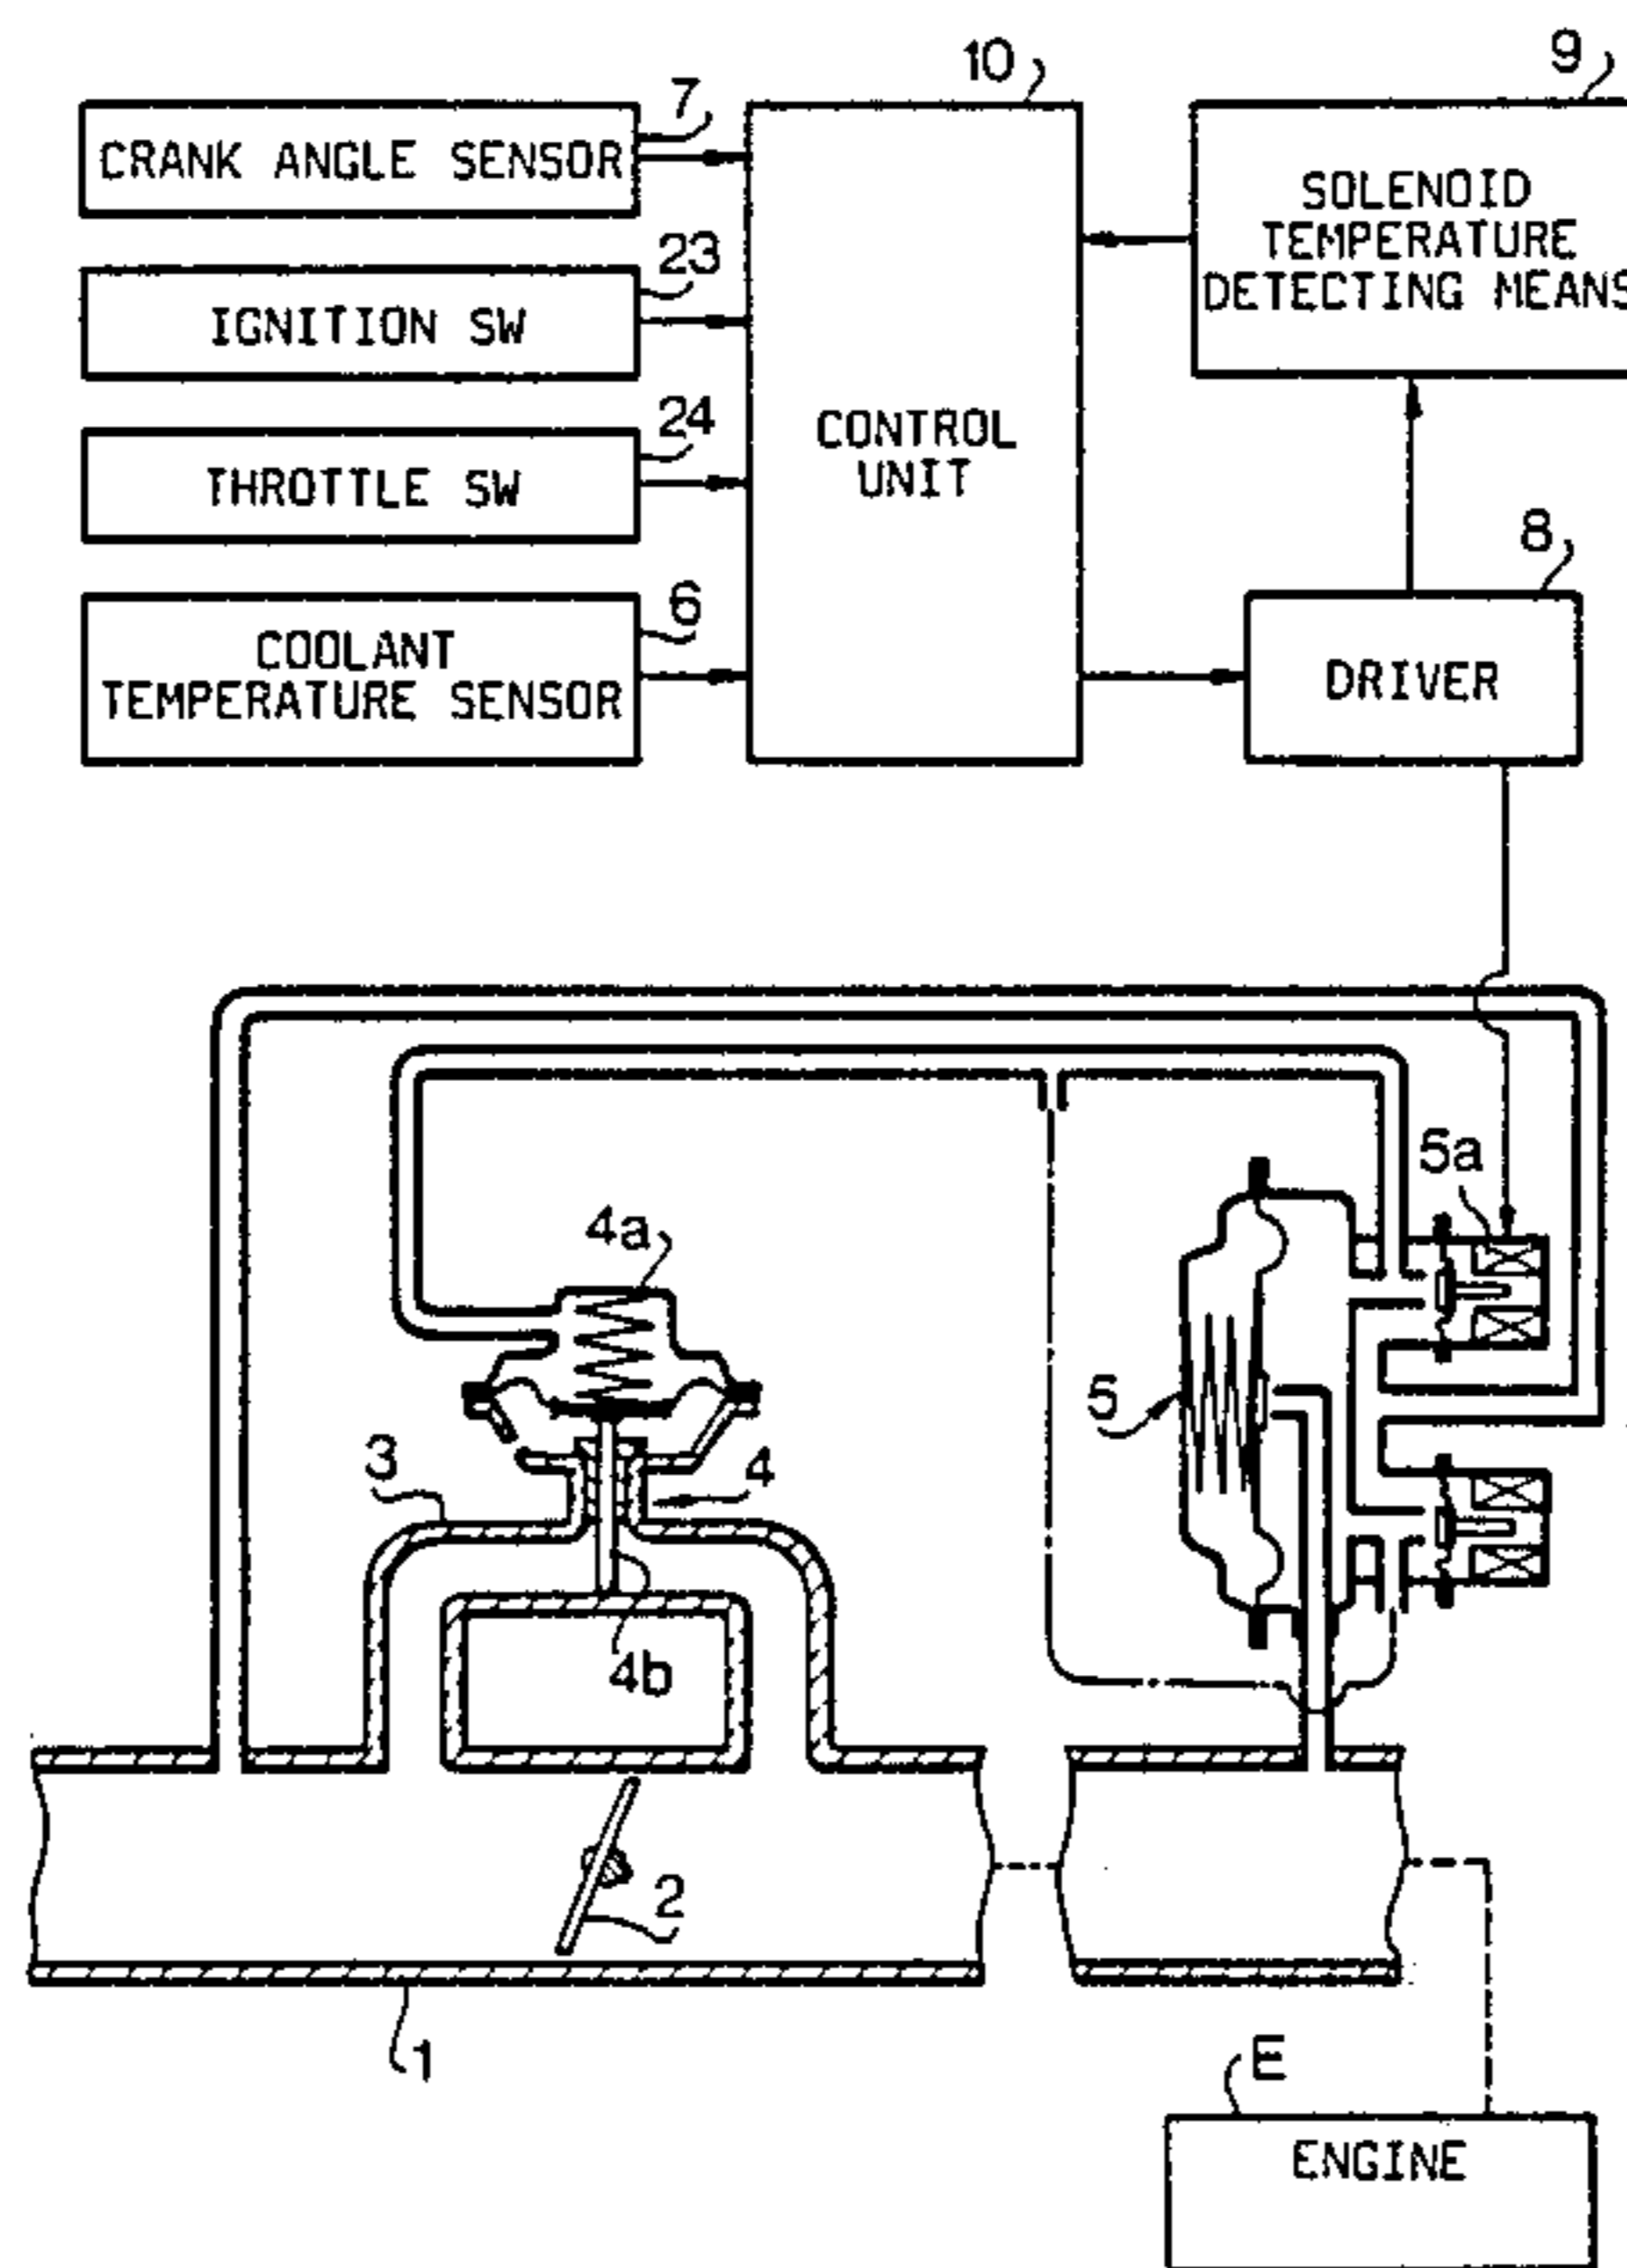 10
9
7
CRANK ANGLE SENSOR
SOLENOID
TEMPERATURE
DETECTING MEANS
23
IGNITION SW
24
THROTTLE SW
CONTROL
UNIT
8
6
COOLANT
TEMPERATURE SENSOR
DRIVER
5a
4a
5
3
4
4b
2
1
E
ENGINE